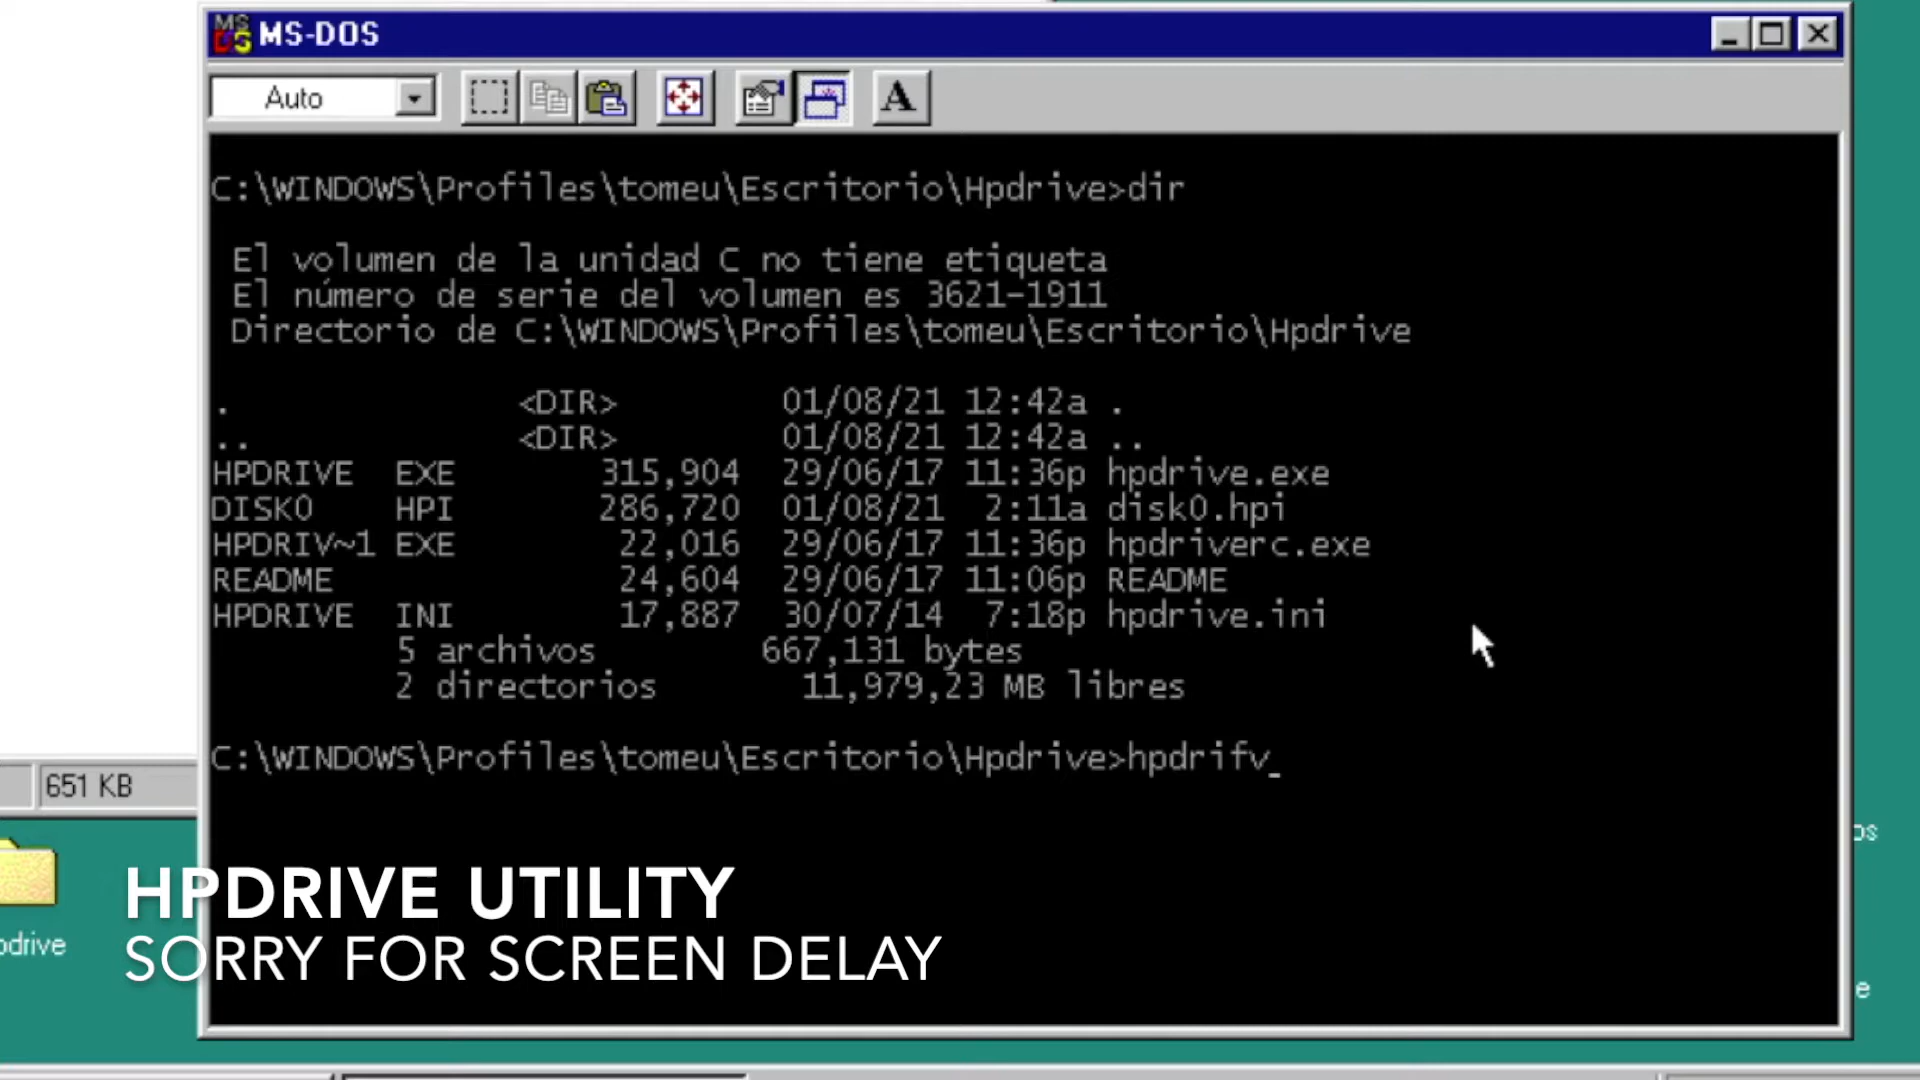 MS-DOS
Auto
A
C:\WINDOWS\Profiles\tomeu\Escritorio\Hpdrive>dir
El volumen de la unidad C no tiene etiqueta
El número de serie del volumen es 3621-1911
Directorio de C:\WINDOWS\Profiles\tomeu\Escritorio\Hpdrive
. <DIR> 01/08/21 12:42a .
.. <DIR> 01/08/21 12:42a ..
HPDRIVE EXE 315,904 29/06/17 11:36p hpdrive.exe
DISK0 HPI 286,720 01/08/21 2:11a disk0.hpi
HPDRIV~1 EXE 22,016 29/06/17 11:36p hpdriverc.exe
README 24,604 29/06/17 11:06p README
HPDRIVE INI 17,887 30/07/14 7:18p hpdrive.ini
5 archivos 667,131 bytes
2 directorios 11,979,23 MB libres
C:\WINDOWS\Profiles\tomeu\Escritorio\Hpdrive>hpdrifv_
651 KB
os
HPDRIVE UTILITY
pdrive
SORRY FOR SCREEN DELAY
e